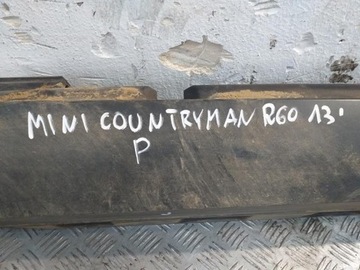 MINI COUNTRYMAN R60 13'
P